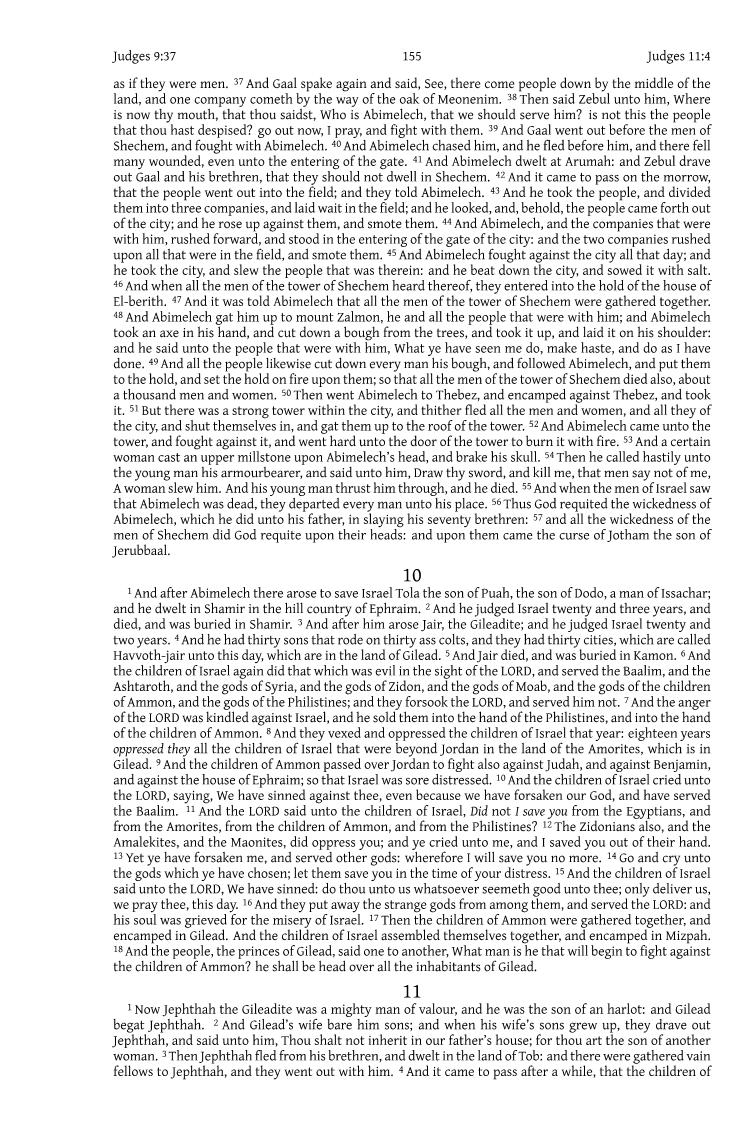 Judges 9:37 155 Judges 11:4
as if they were men. 37 And Gaal spake again and said, See, there come people down by the middle of the
land, and one company cometh by the way of the oak of Meonenim. 38 Then said Zebul unto him, Where
is now thy mouth, that thou saidst, Who is Abimelech, that we should serve him? is not this the people
that thou hast despised? go out now, I pray, and fight with them. 39 And Gaal went out before the men of
Shechem, and fought with Abimelech. 40 And Abimelech chased him, and he fled before him, and there fell
many wounded, even unto the entering of the gate. 41 And Abimelech dwelt at Arumah: and Zebul drave
out Gaal and his brethren, that they should not dwell in Shechem. 42 And it came to pass on the morrow,
that the people went out into the field; and they told Abimelech. 43 And he took the people, and divided
them into three companies, and laid wait in the field; and he looked, and, behold, the people came forth out
of the city; and he rose up against them, and smote them. 44 And Abimelech, and the companies that were
with him, rushed forward, and stood in the entering of the gate of the city: and the two companies rushed
upon all that were in the field, and smote them. 45 And Abimelech fought against the city all that day; and
he took the city, and slew the people that was therein: and he beat down the city, and sowed it with salt.
46 And when all the men of the tower of Shechem heard thereof, they entered into the hold of the house of
El-berith. 47 And it was told Abimelech that all the men of the tower of Shechem were gathered together.
48 And Abimelech gat him up to mount Zalmon, he and all the people that were with him; and Abimelech
took an axe in his hand, and cut down a bough from the trees, and took it up, and laid it on his shoulder:
and he said unto the people that were with him, What ye have seen me do, make haste, and do as I have
done. 49 And all the people likewise cut down every man his bough, and followed Abimelech, and put them
to the hold, and set the hold on fire upon them; so that all the men of the tower of Shechem died also, about
a thousand men and women. 50 Then went Abimelech to Thebez, and encamped against Thebez, and took
it. 51 But there was a strong tower within the city, and thither fled all the men and women, and all they of
the city, and shut themselves in, and gat them up to the roof of the tower. 52 And Abimelech came unto the
tower, and fought against it, and went hard unto the door of the tower to burn it with fire. 53 And a certain
woman cast an upper millstone upon Abimelech's head, and brake his skull. 54 Then he called hastily unto
the young man his armourbearer, and said unto him, Draw thy sword, and kill me, that men say not of me,
A woman slew him. And his young man thrust him through, and he died. 55 And when the men of Israel saw
that Abimelech was dead, they departed every man unto his place. 56 Thus God requited the wickedness of
Abimelech, which he did unto his father, in slaying his seventy brethren: 57 and all the wickedness of the
men of Shechem did God requite upon their heads: and upon them came the curse of Jotham the son of
Jerubbaal.
10
1 And after Abimelech there arose to save Israel Tola the son of Puah, the son of Dodo, a man of Issachar;
and he dwelt in Shamir in the hill country of Ephraim. 2 And he judged Israel twenty and three years, and
died, and was buried in Shamir. 3 And after him arose Jair, the Gileadite; and he judged Israel twenty and
two years. 4 And he had thirty sons that rode on thirty ass colts, and they had thirty cities, which are called
Havvoth-jair unto this day, which are in the land of Gilead. 5 And Jair died, and was buried in Kamon. 6 And
the children of Israel again did that which was evil in the sight of the LORD, and served the Baalim, and the
Ashtaroth, and the gods of Syria, and the gods of Zidon, and the gods of Moab, and the gods of the children
of Ammon, and the gods of the Philistines; and they forsook the LORD, and served him not. 7 And the anger
of the LORD was kindled against Israel, and he sold them into the hand of the Philistines, and into the hand
of the children of Ammon. 8 And they vexed and oppressed the children of Israel that year: eighteen years
oppressed they all the children of Israel that were beyond Jordan in the land of the Amorites, which is in
Gilead. 9 And the children of Ammon passed over Jordan to fight also against Judah, and against Benjamin,
and against the house of Ephraim; so that Israel was sore distressed. 10 And the children of Israel cried unto
the LORD, saying, We have sinned against thee, even because we have forsaken our God, and have served
the Baalim. 11 And the LORD said unto the children of Israel, Did not I save you from the Egyptians, and
from the Amorites, from the children of Ammon, and from the Philistines? 12 The Zidonians also, and the
Amalekites, and the Maonites, did oppress you; and ye cried unto me, and I saved you out of their hand.
13 Yet ye have forsaken me, and served other gods: wherefore I will save you no more. 14 Go and cry unto
the gods which ye have chosen; let them save you in the time of your distress. 15 And the children of Israel
said unto the LORD, We have sinned: do thou unto us whatsoever seemeth good unto thee; only deliver us,
we pray thee, this day. 16 And they put away the strange gods from among them, and served the LORD: and
his soul was grieved for the misery of Israel. 17 Then the children of Ammon were gathered together, and
encamped in Gilead. And the children of Israel assembled themselves together, and encamped in Mizpah.
18 And the people, the princes of Gilead, said one to another, What man is he that will begin to fight against
the children of Ammon? he shall be head over all the inhabitants of Gilead.
11
1 Now Jephthah the Gileadite was a mighty man of valour, and he was the son of an harlot: and Gilead
begat Jephthah. 2 And Gilead's wife bare him sons; and when his wife's sons grew up, they drave out
Jephthah, and said unto him, Thou shalt not inherit in our father's house; for thou art the son of another
woman. 3 Then Jephthah fled from his brethren, and dwelt in the land of Tob: and there were gathered vain
fellows to Jephthah, and they went out with him. 4 And it came to pass after a while, that the children of